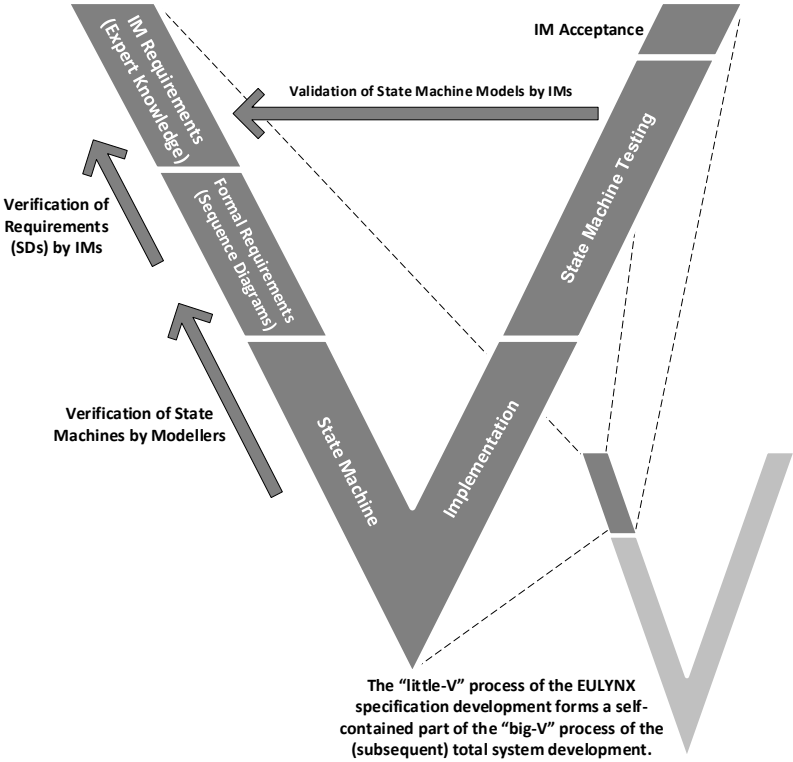 IM Acceptance
IM Requirements
(Expert Knowledge)
Validation of State Machine Models by IMs
State Machine Testing
Verification of
Requirements
(SDs) by IMs
Formal Requirements
(Sequence Diagrams)
Verification of State
Machines by Modellers
State Machine
Implementation
The “little-V” process of the EULYNX
specification development forms a self-
contained part of the “big-V” process of the
(subsequent) total system development.